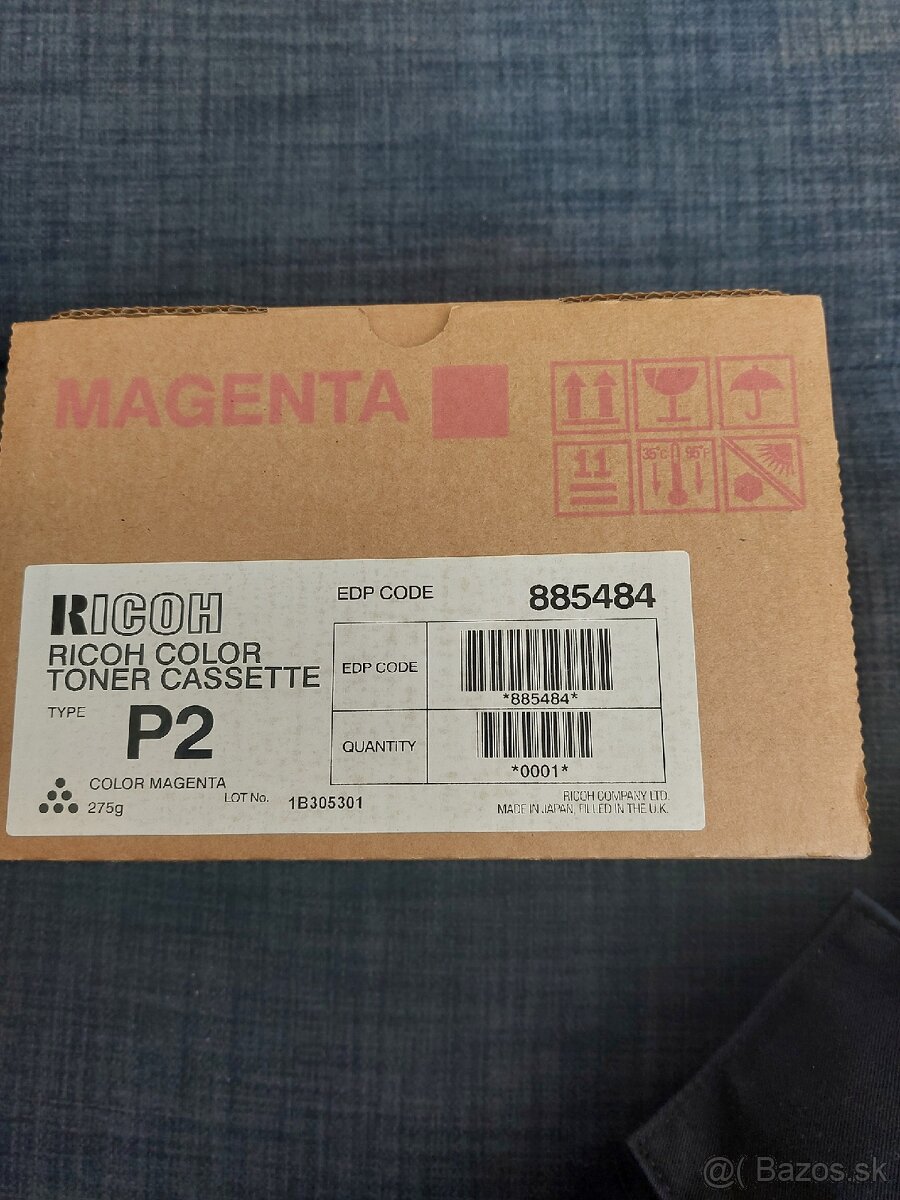 MAGENTA
11
35°C 95°F
RICOH
RICOH COLOR
TONER CASSETTE
TYPE P2
COLOR MAGENTA
275g
LOT No. 1B305301
EDP CODE 885484
EDP CODE
*885484*
QUANTITY
*0001*
RICOH COMPANY LTD.
MADE IN JAPAN, FILLED IN THE U.K.
@( Bazos.sk